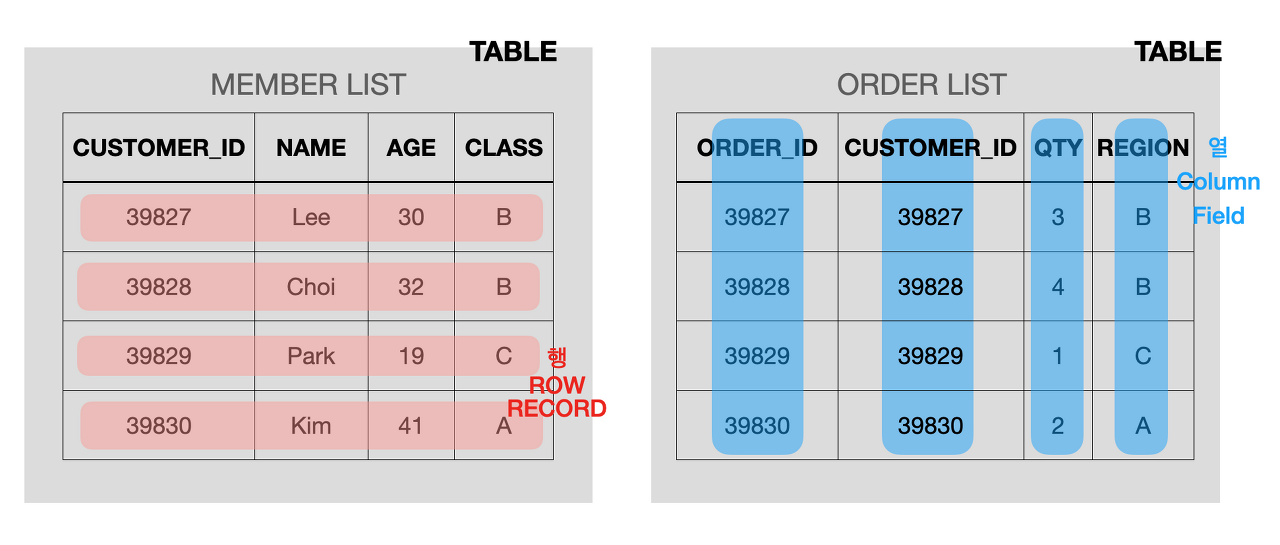 TABLE
MEMBER LIST
CUSTOMER_ID NAME AGE CLASS
39827 Lee 30 B
39828 Choi 32 B
39829 Park 19 C
39830 Kim 41 A
행
ROW
RECORD
TABLE
ORDER LIST
ORDER_ID CUSTOMER_ID QTY REGION
39827 39827 3 B
39828 39828 4 B
39829 39829 1 C
39830 39830 2 A
열
Column
Field